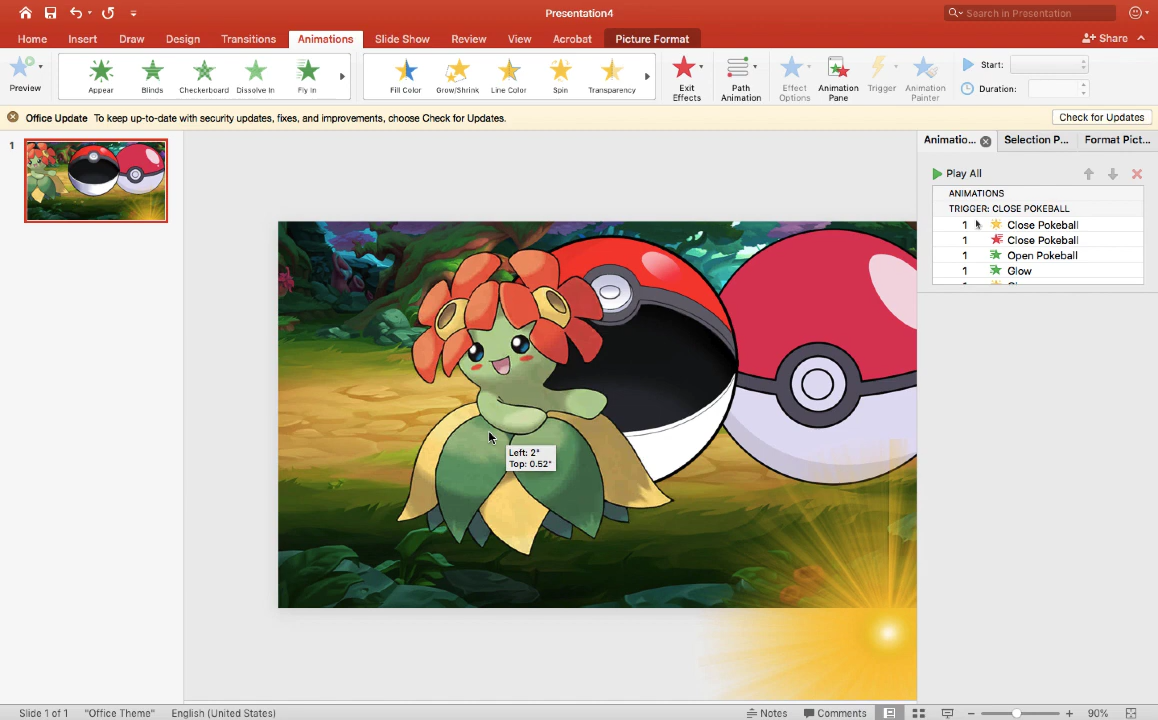 Presentation4
Search in Presentation
Home Insert Draw Design Transitions Animations Slide Show Review View Acrobat Picture Format Share
Preview Appear Blinds Checkerboard Dissolve In Fly In Fill Color Grow/Shrink Line Color Spin Transparency Exit Effects Path Animation Effect Options Animation Pane Trigger Animation Painter Start: Duration:
Office Update To keep up-to-date with security updates, fixes, and improvements, choose Check for Updates. Check for Updates
1
Animatio... Selection P... Format Pict...
Play All
ANIMATIONS
TRIGGER: CLOSE POKEBALL
1 Close Pokeball
1 Close Pokeball
1 Open Pokeball
1 Glow
Left: 2"
Top: 0.52"
Slide 1 of 1 "Office Theme" English (United States) Notes Comments 90%